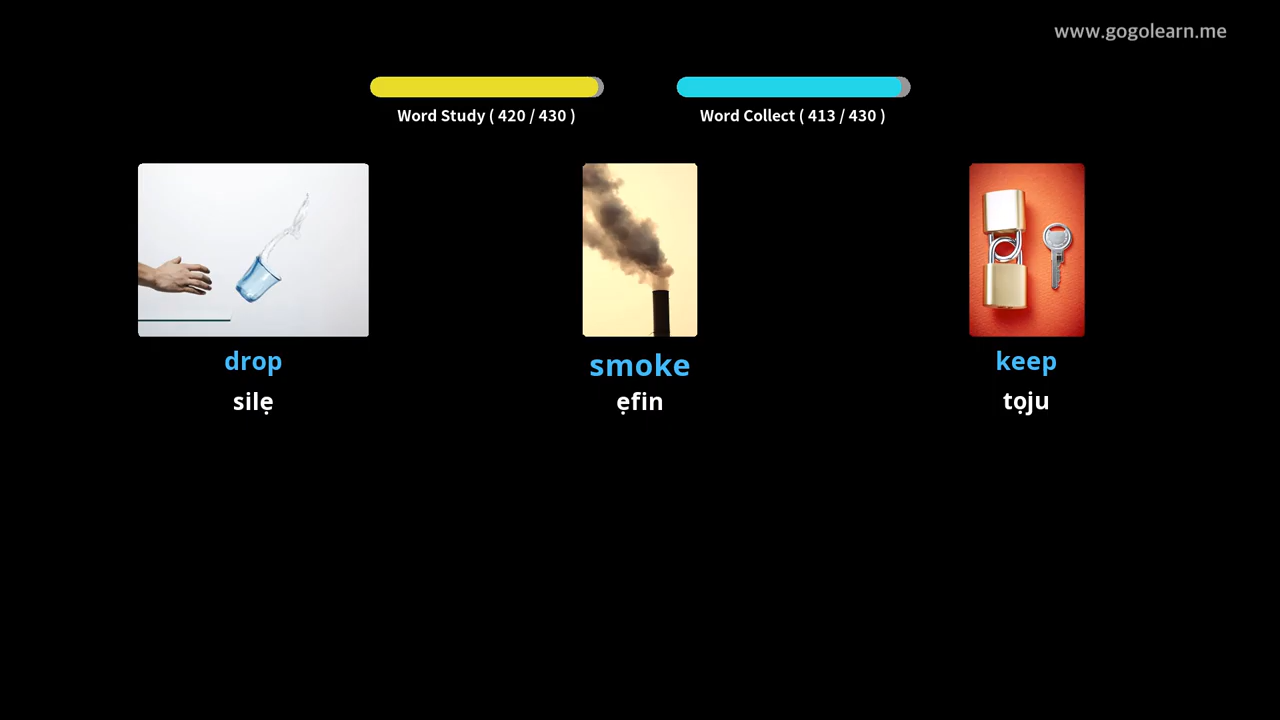 www.gogolearn.me
Word Study ( 420 / 430 )
Word Collect ( 413 / 430 )
drop
smoke
keep
silẹ
ẹfin
tọju